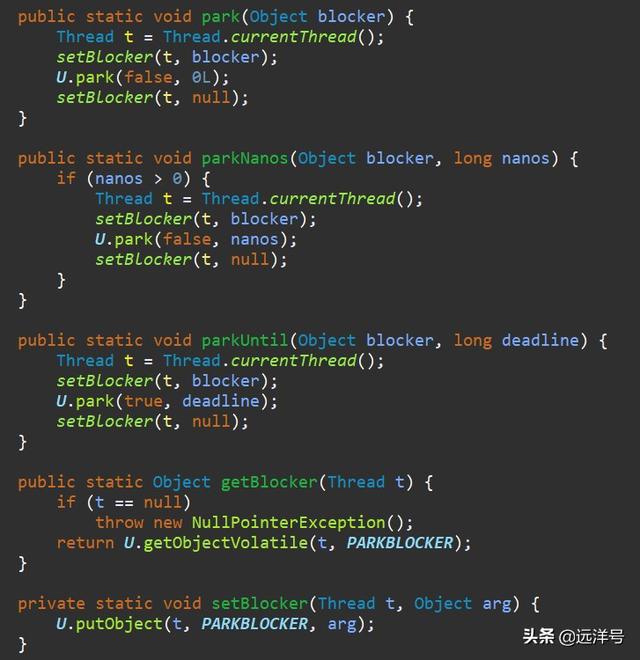 public static void park(Object blocker) {
    Thread t = Thread.currentThread();
    setBlocker(t, blocker);
    U.park(false, 0L);
    setBlocker(t, null);
}

public static void parkNanos(Object blocker, long nanos) {
    if (nanos > 0) {
        Thread t = Thread.currentThread();
        setBlocker(t, blocker);
        U.park(false, nanos);
        setBlocker(t, null);
    }
}

public static void parkUntil(Object blocker, long deadline) {
    Thread t = Thread.currentThread();
    setBlocker(t, blocker);
    U.park(true, deadline);
    setBlocker(t, null);
}

public static Object getBlocker(Thread t) {
    if (t == null)
        throw new NullPointerException();
    return U.getObjectVolatile(t, PARKBLOCKER);
}

private static void setBlocker(Thread t, Object arg) {
    U.putObject(t, PARKBLOCKER, arg);
}
头条 @远洋号